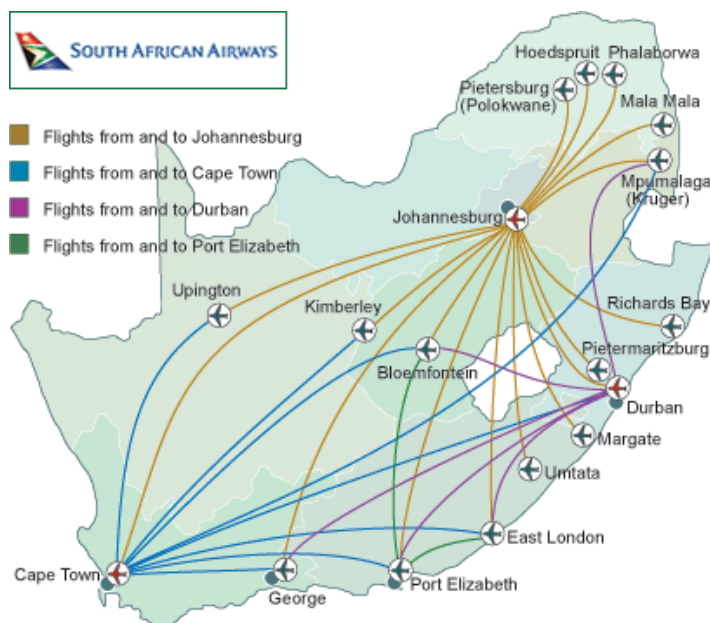 SOUTH AFRICAN AIRWAYS
Flights from and to Johannesburg
Flights from and to Cape Town
Flights from and to Durban
Flights from and to Port Elizabeth
Hoedspruit
Phalaborwa
Pietersburg
(Polokwane)
Mala Mala
Mpumalaga
(Kruger)
Johannesburg
Upington
Kimberley
Richards Bay
Bloemfontein
Pietermaritzburg
Durban
Margate
Umtata
East London
Cape Town
George
Port Elizabeth